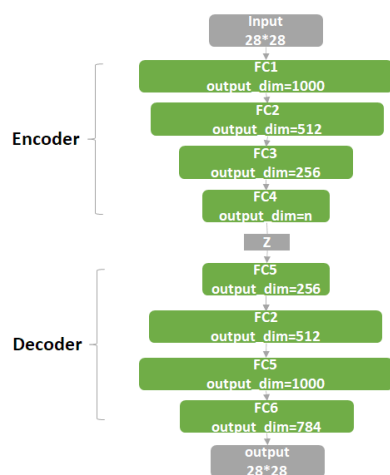 Input
28*28
FC1
output_dim=1000
FC2
output_dim=512
Encoder
FC3
output_dim=256
FC4
output_dim=n
Z
FC5
output_dim=256
FC2
output_dim=512
Decoder
FC5
output_dim=1000
FC6
output_dim=784
output
28*28